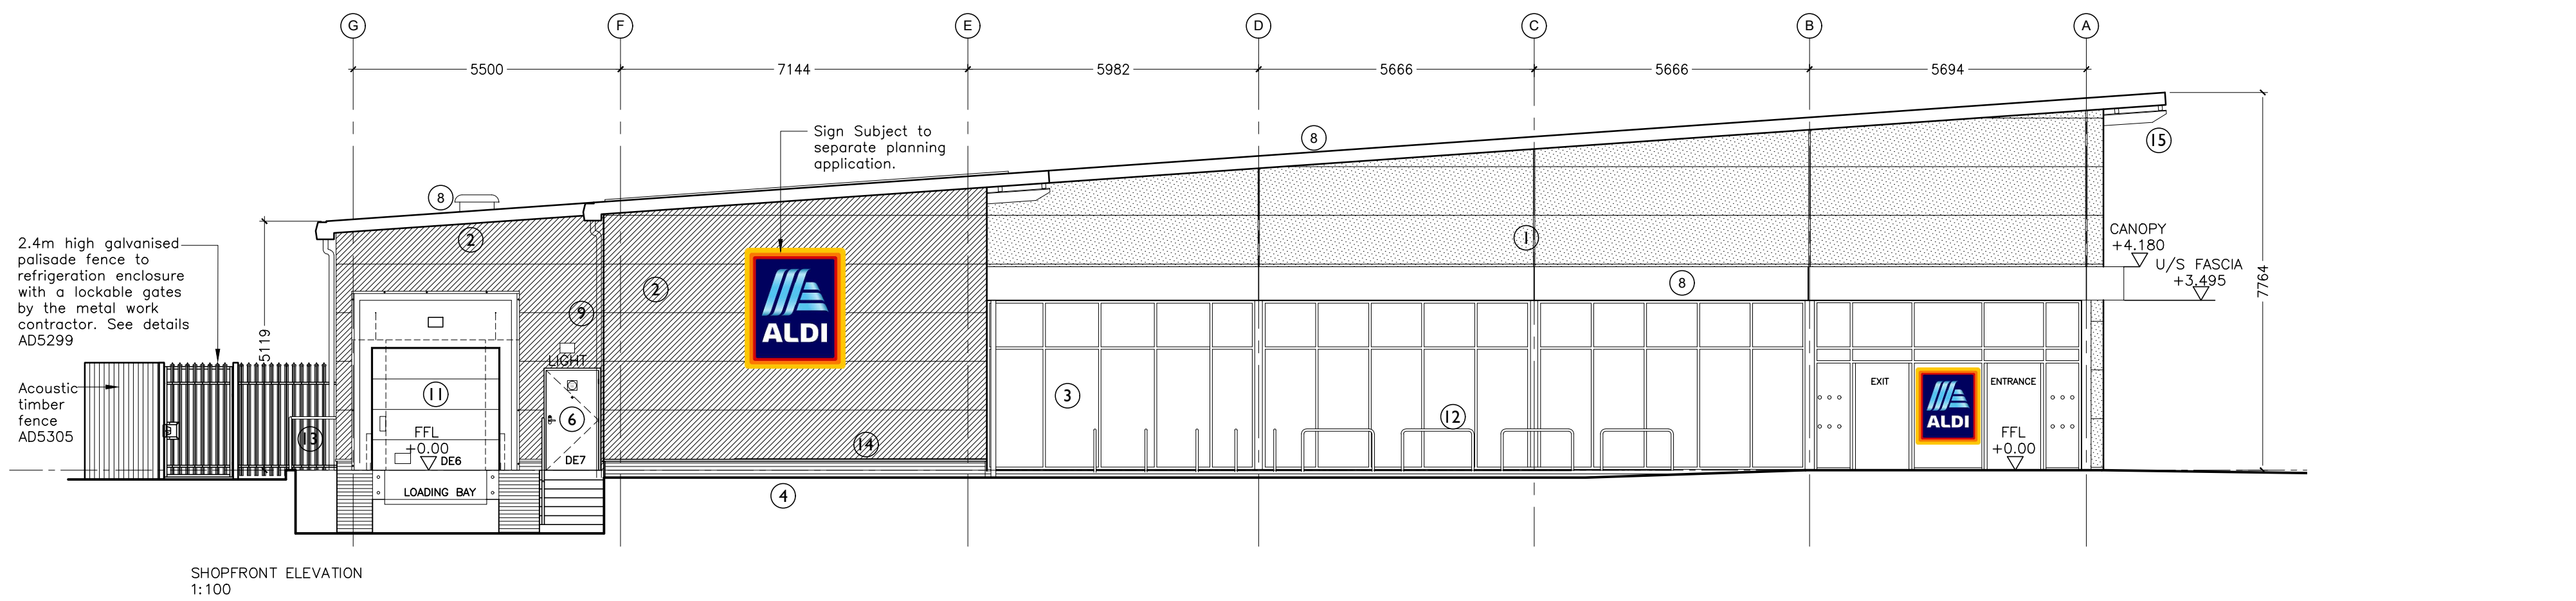 G F E D C B A
5500 7144 5982 5666 5666 5694
Sign Subject to
separate planning
application.
8
15
8
2
1
CANOPY
+4.180
U/S FASCIA
+3.495
7764
2.4m high galvanised
palisade fence to
refrigeration enclosure
with a lockable gates
by the metal work
contractor. See details
AD5299
5119
2
9
8
ALDI
LIGHT
Acoustic
timber
fence
AD5305
11
3
EXIT
ENTRANCE
ALDI
6
12
13
FFL
+0.00
DE6
DE7
14
FFL
+0.00
LOADING BAY
4
SHOPFRONT ELEVATION
1:100